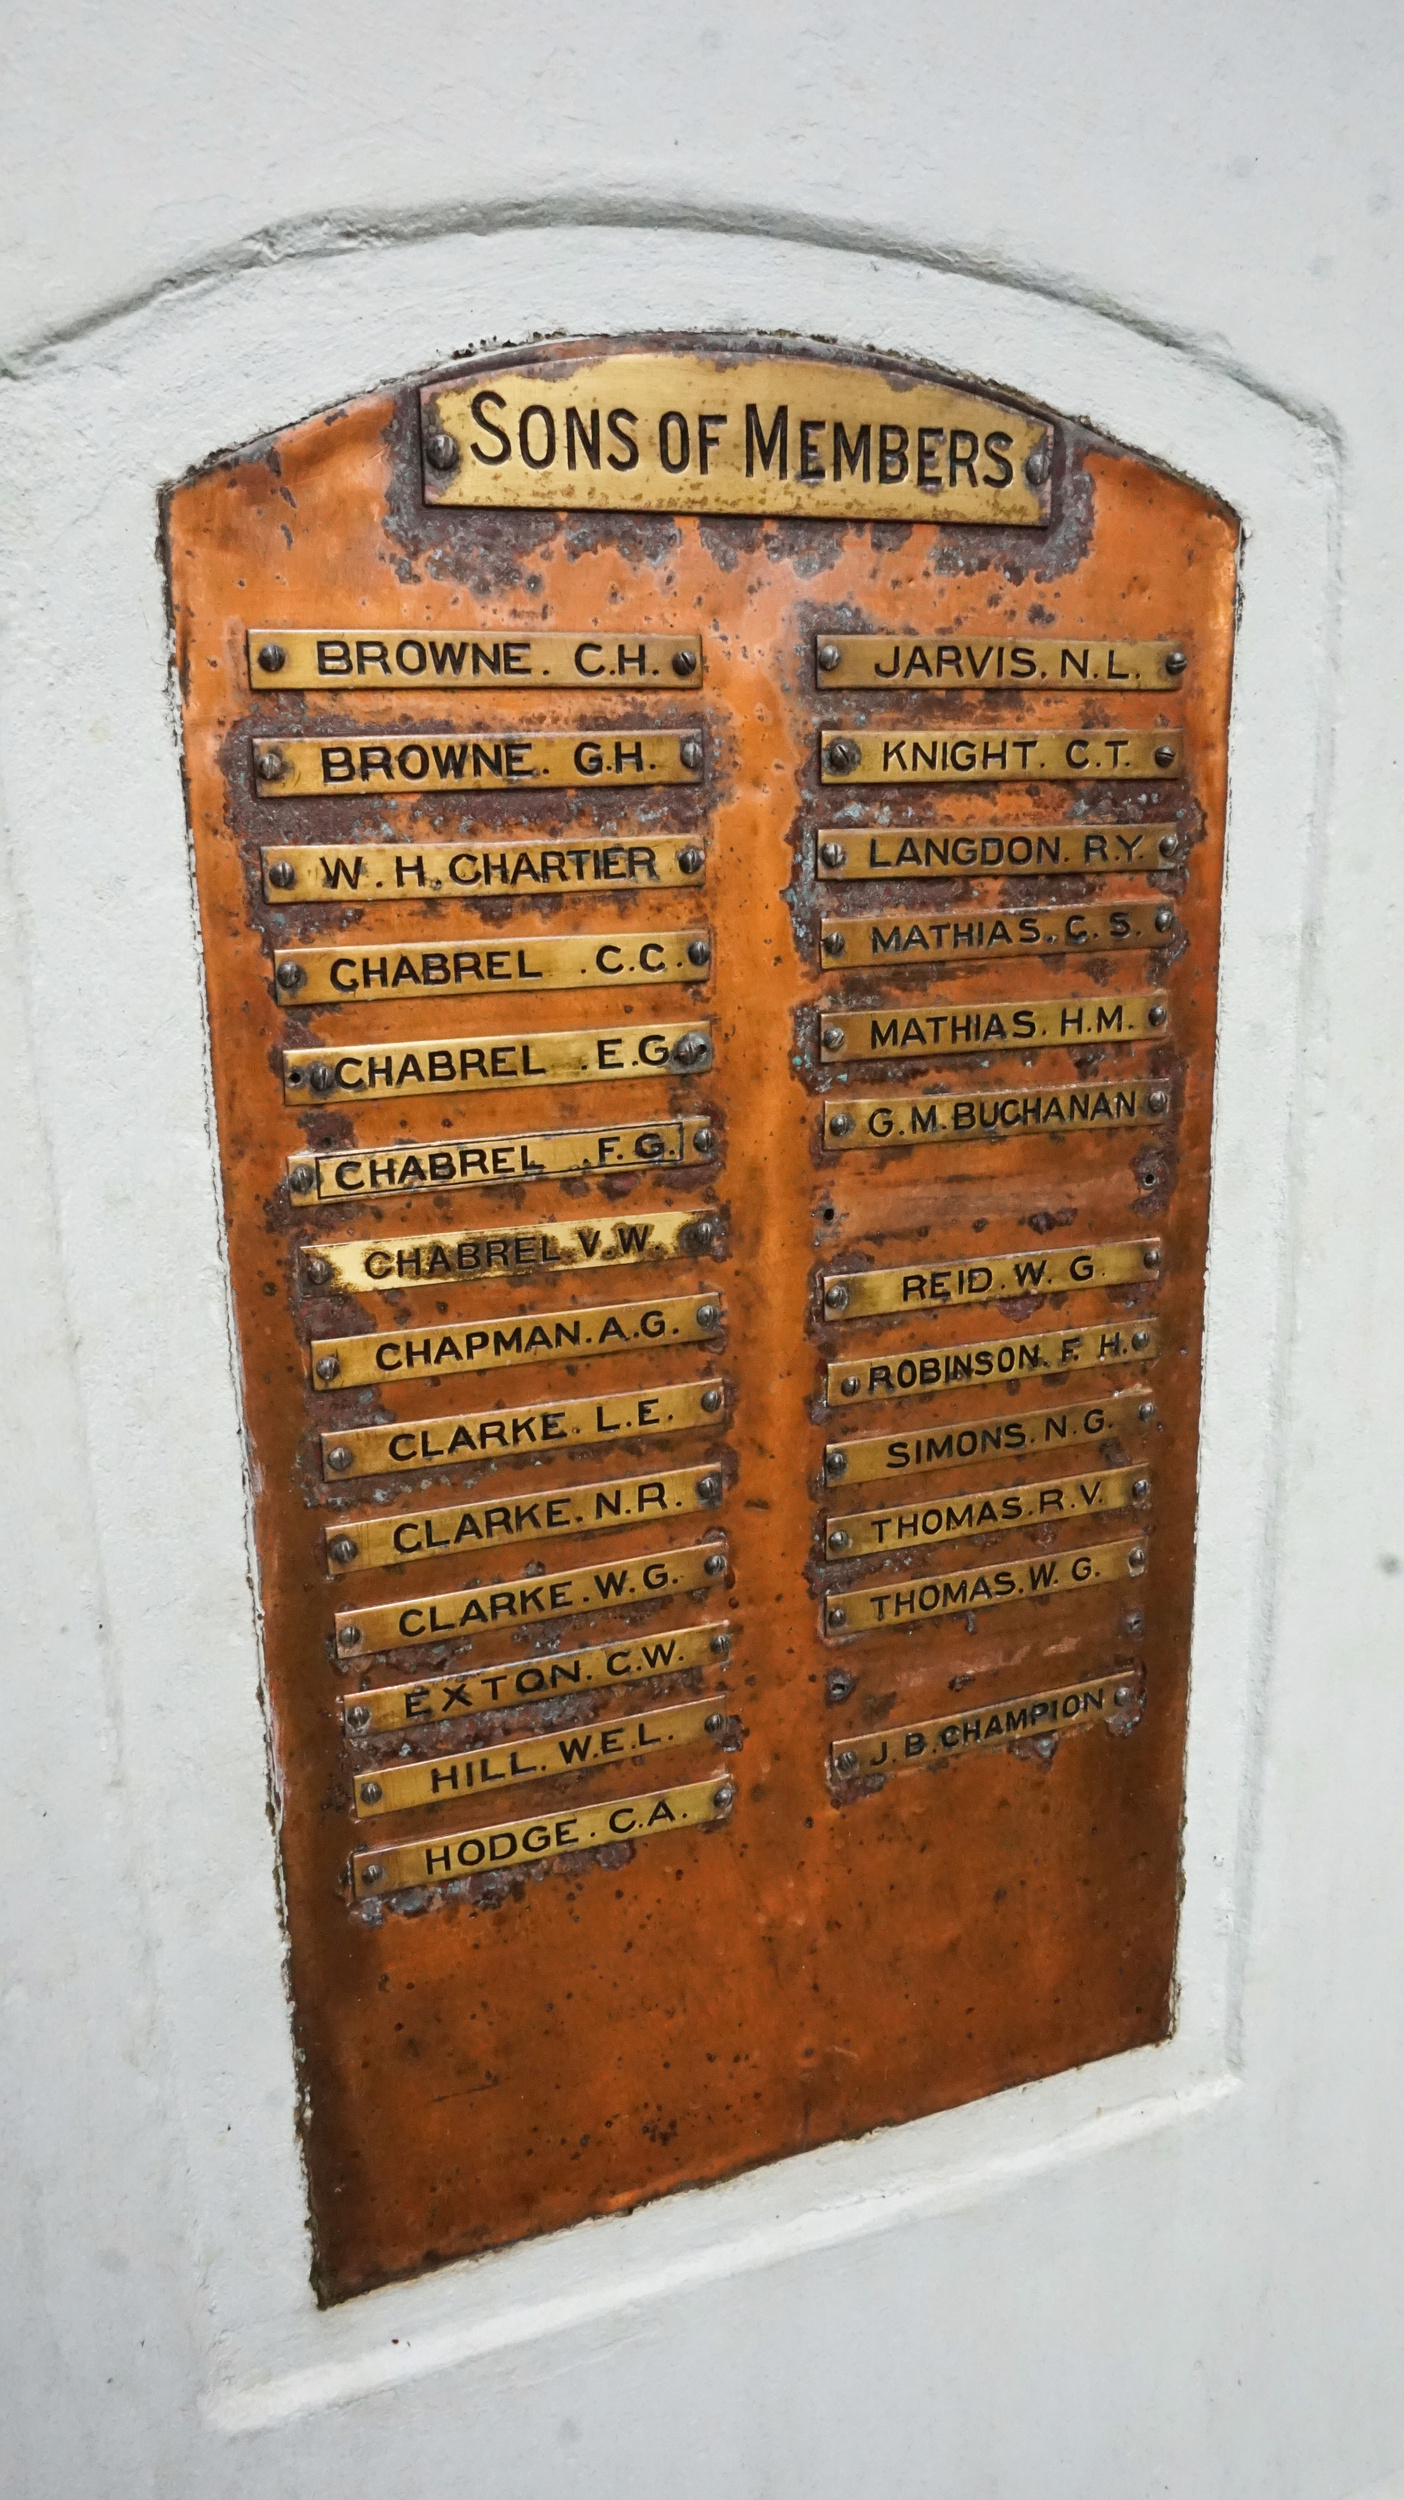 SONS OF MEMBERS
BROWNE. C.H.
BROWNE. G.H.
W.H.CHARTIER
CHABREL .C.C.
CHABREL .E.G.
CHABREL .F.G.
CHABREL V.W.
CHAPMAN.A.G.
CLARKE. L.E.
CLARKE. N.R.
CLARKE. W.G.
EXTON. C.W.
HILL. W.E.L.
HODGE. C.A.
JARVIS. N.L.
KNIGHT. C.T.
LANGDON. R.Y.
MATHIAS. C.S.
MATHIAS. H.M.
G.M.BUCHANAN
REID. W. G.
ROBINSON. F. H.
SIMONS. N.G.
THOMAS. R.V.
THOMAS. W. G.
J.B.CHAMPION